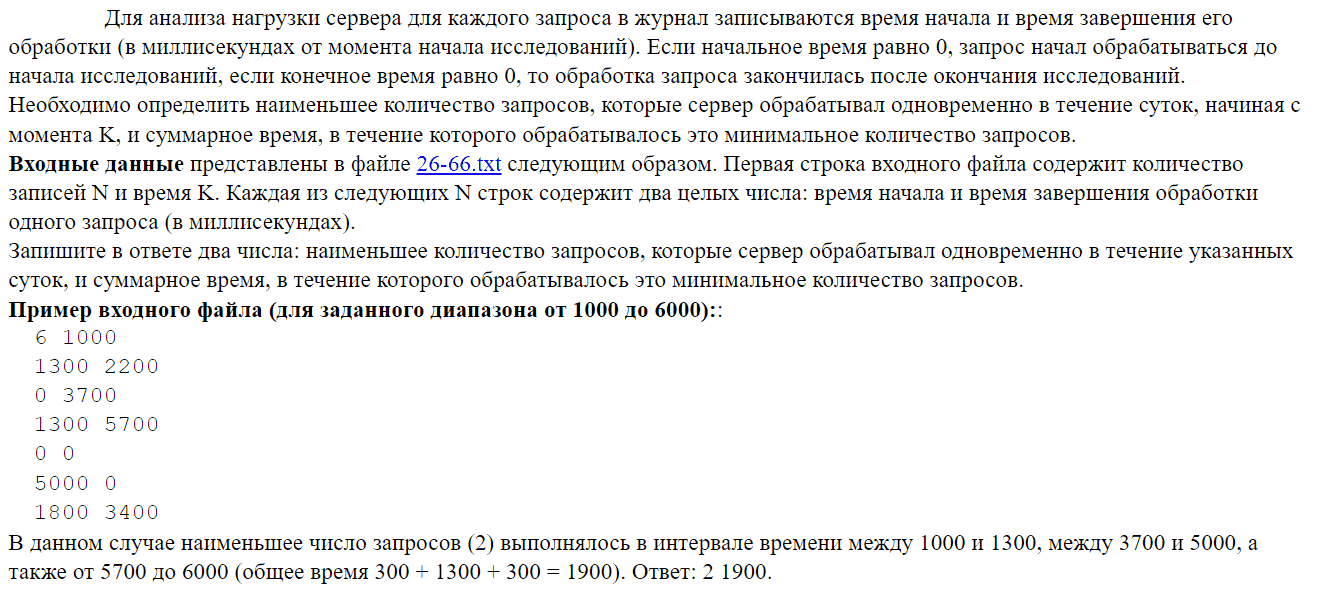 Для анализа нагрузки сервера для каждого запроса в журнал записываются время начала и время завершения его
обработки (в миллисекундах от момента начала исследований). Если начальное время равно 0, запрос начал обрабатываться до
начала исследований, если конечное время равно 0, то обработка запроса закончилась после окончания исследований.
Необходимо определить наименьшее количество запросов, которые сервер обрабатывал одновременно в течение суток, начиная с
момента K, и суммарное время, в течение которого обрабатывалось это минимальное количество запросов.
Входные данные представлены в файле 26-66.txt следующим образом. Первая строка входного файла содержит количество
записей N и время K. Каждая из следующих N строк содержит два целых числа: время начала и время завершения обработки
одного запроса (в миллисекундах).
Запишите в ответе два числа: наименьшее количество запросов, которые сервер обрабатывал одновременно в течение указанных
суток, и суммарное время, в течение которого обрабатывалось это минимальное количество запросов.
Пример входного файла (для заданного диапазона от 1000 до 6000)::
6 1000
1300 2200
0 3700
1300 5700
0 0
5000 0
1800 3400
В данном случае наименьшее число запросов (2) выполнялось в интервале времени между 1000 и 1300, между 3700 и 5000, а
также от 5700 до 6000 (общее время 300 + 1300 + 300 = 1900). Ответ: 2 1900.